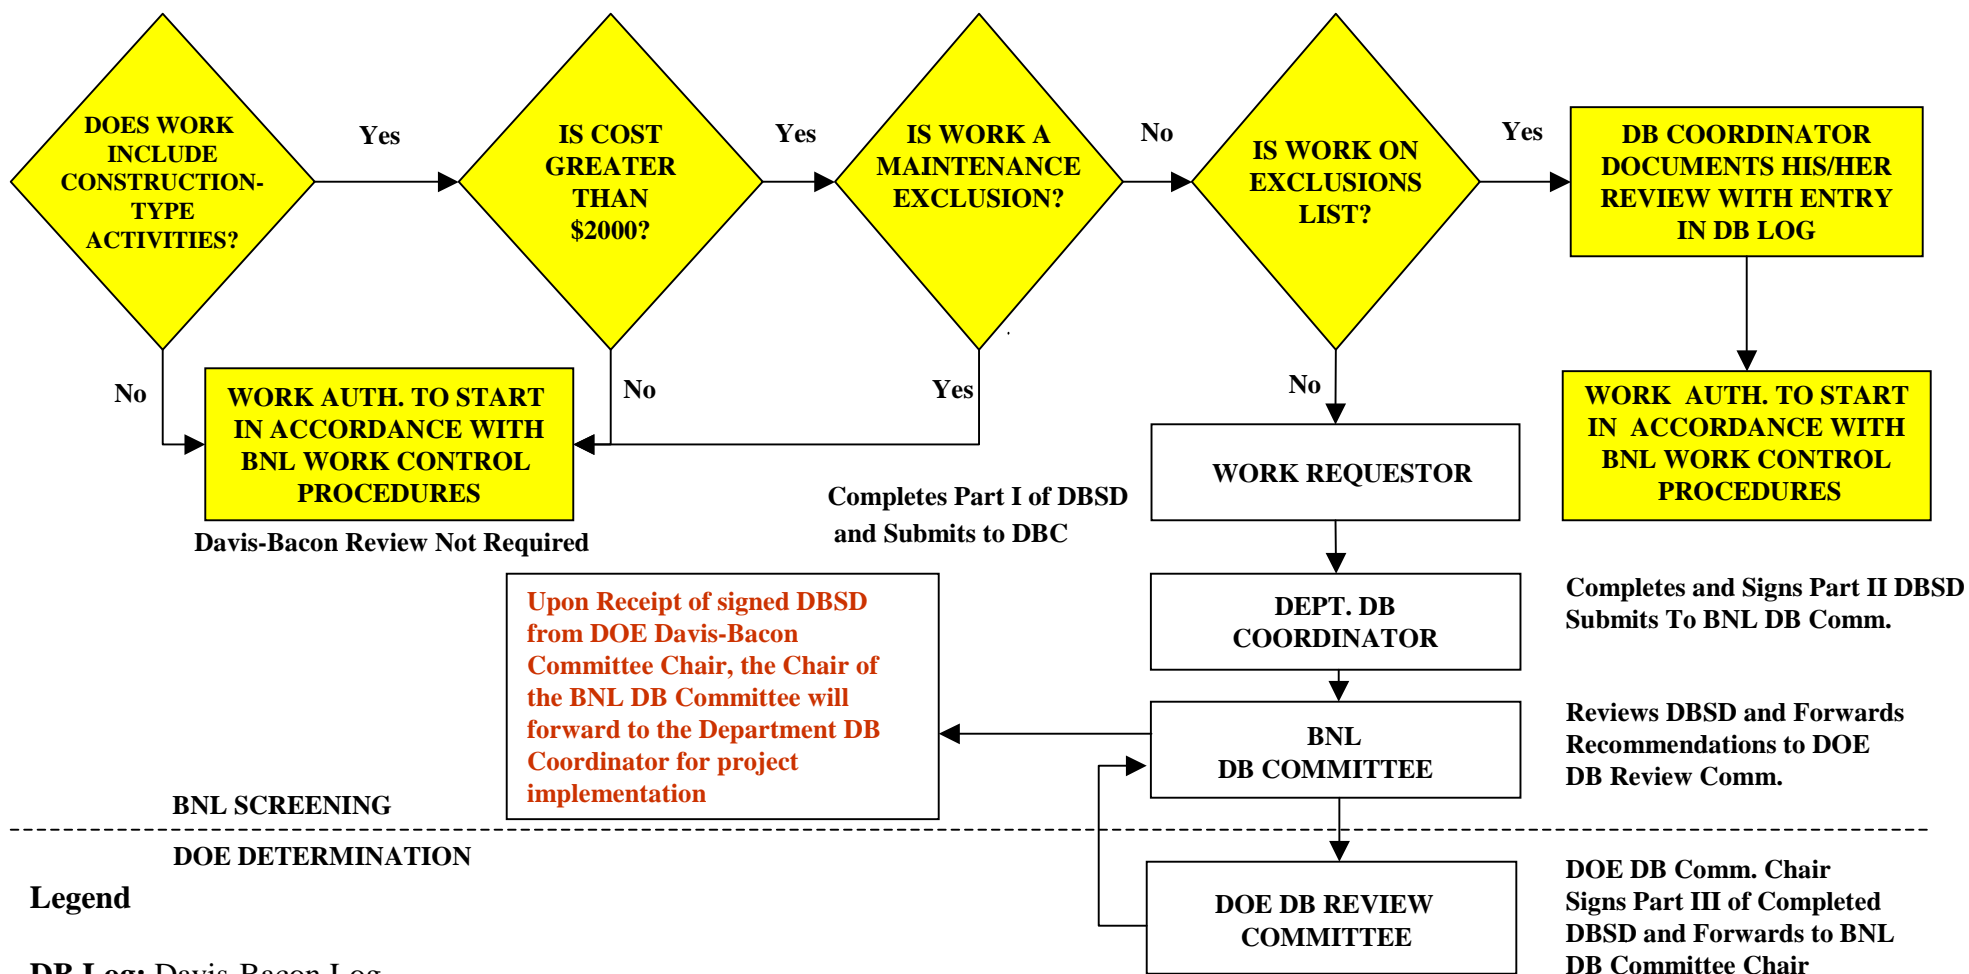 DOES WORK
INCLUDE
CONSTRUCTION-
TYPE
ACTIVITIES?
Yes
No
IS COST
GREATER
THAN
$2000?
Yes
No
IS WORK A
MAINTENANCE
EXCLUSION?
No
Yes
IS WORK ON
EXCLUSIONS
LIST?
Yes
No
DB COORDINATOR
DOCUMENTS HIS/HER
REVIEW WITH ENTRY
IN DB LOG
WORK AUTH. TO START
IN ACCORDANCE WITH
BNL WORK CONTROL
PROCEDURES
Davis-Bacon Review Not Required
WORK AUTH. TO START
IN ACCORDANCE WITH
BNL WORK CONTROL
PROCEDURES
Completes Part I of DBSD
and Submits to DBC
WORK REQUESTOR
DEPT. DB
COORDINATOR
Completes and Signs Part II DBSD
Submits To BNL DB Comm.
Upon Receipt of signed DBSD
from DOE Davis-Bacon
Committee Chair, the Chair of
the BNL DB Committee will
forward to the Department DB
Coordinator for project
implementation
BNL
DB COMMITTEE
Reviews DBSD and Forwards
Recommendations to DOE
DB Review Comm.
BNL SCREENING
DOE DETERMINATION
DOE DB REVIEW
COMMITTEE
DOE DB Comm. Chair
Signs Part III of Completed
DBSD and Forwards to BNL
DB Committee Chair
Legend
DB Log: Davis-Bacon Log